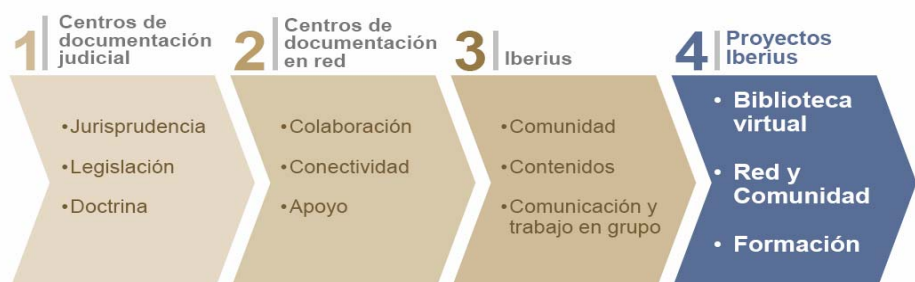 1
Centros de
documentación
judicial
•Jurisprudencia
•Legislación
•Doctrina
2
Centros de
documentación
en red
•Colaboración
•Conectividad
•Apoyo
3
Iberius
•Comunidad
•Contenidos
•Comunicación y
trabajo en grupo
4
Proyectos
Iberius
• Biblioteca
virtual
• Red y
Comunidad
• Formación